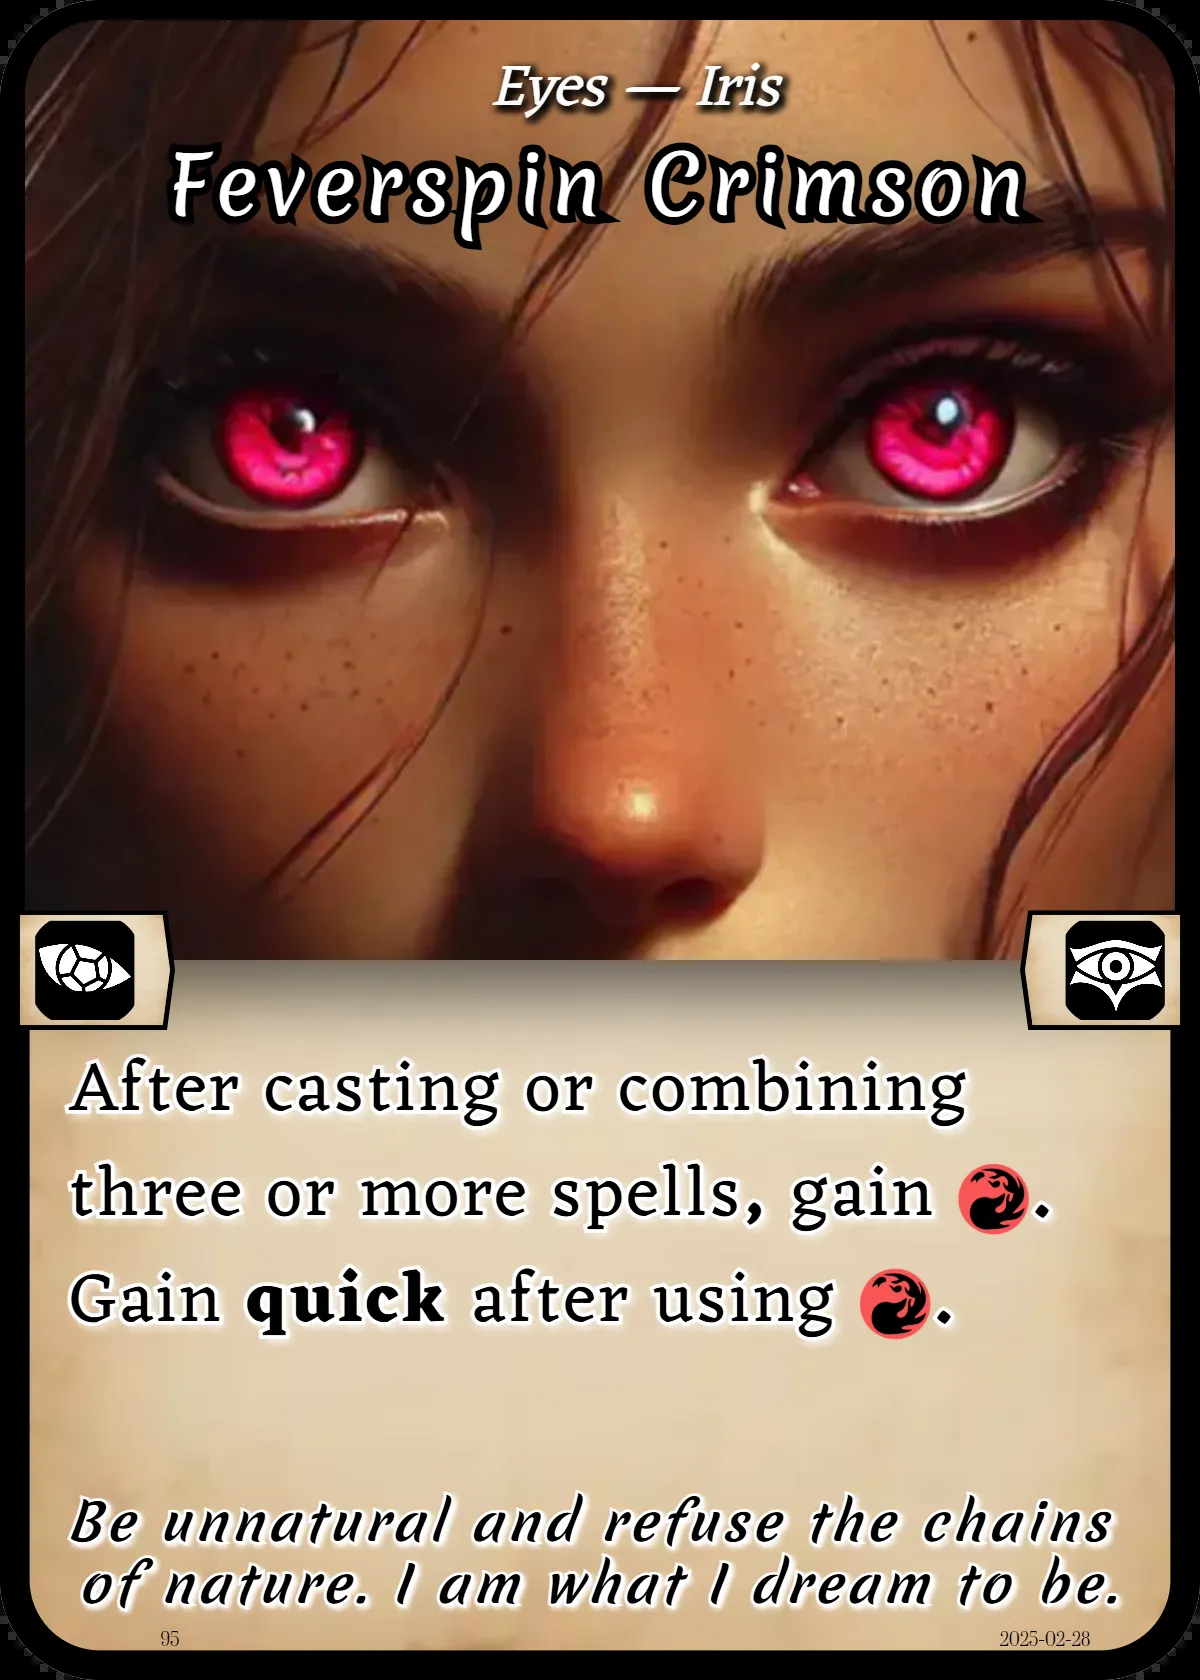 Eyes — Iris
Feverspin Crimson
After casting or combining
three or more spells, gain .
Gain quick after using .
Be unnatural and refuse the chains
of nature. I am what I dream to be.
95
2025-02-28